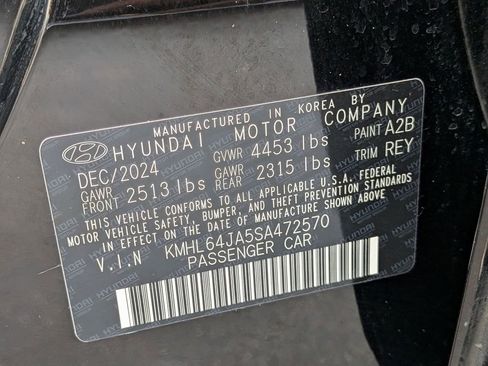 MANUFACTURED IN KOREA BY
HYUNDAI MOTOR COMPANY
DEC/2024 GVWR 4453 lbs PAINT A2B
GAWR FRONT 2513 lbs GAWR REAR 2315 lbs TRIM REY
THIS VEHICLE CONFORMS TO ALL APPLICABLE U.S.A. FEDERAL
MOTOR VEHICLE SAFETY, BUMPER, AND THEFT PREVENTION STANDARDS
IN EFFECT ON THE DATE OF MANUFACTURE SHOWN ABOVE.
V.I.N KMHL64JA5SA472570
PASSENGER CAR